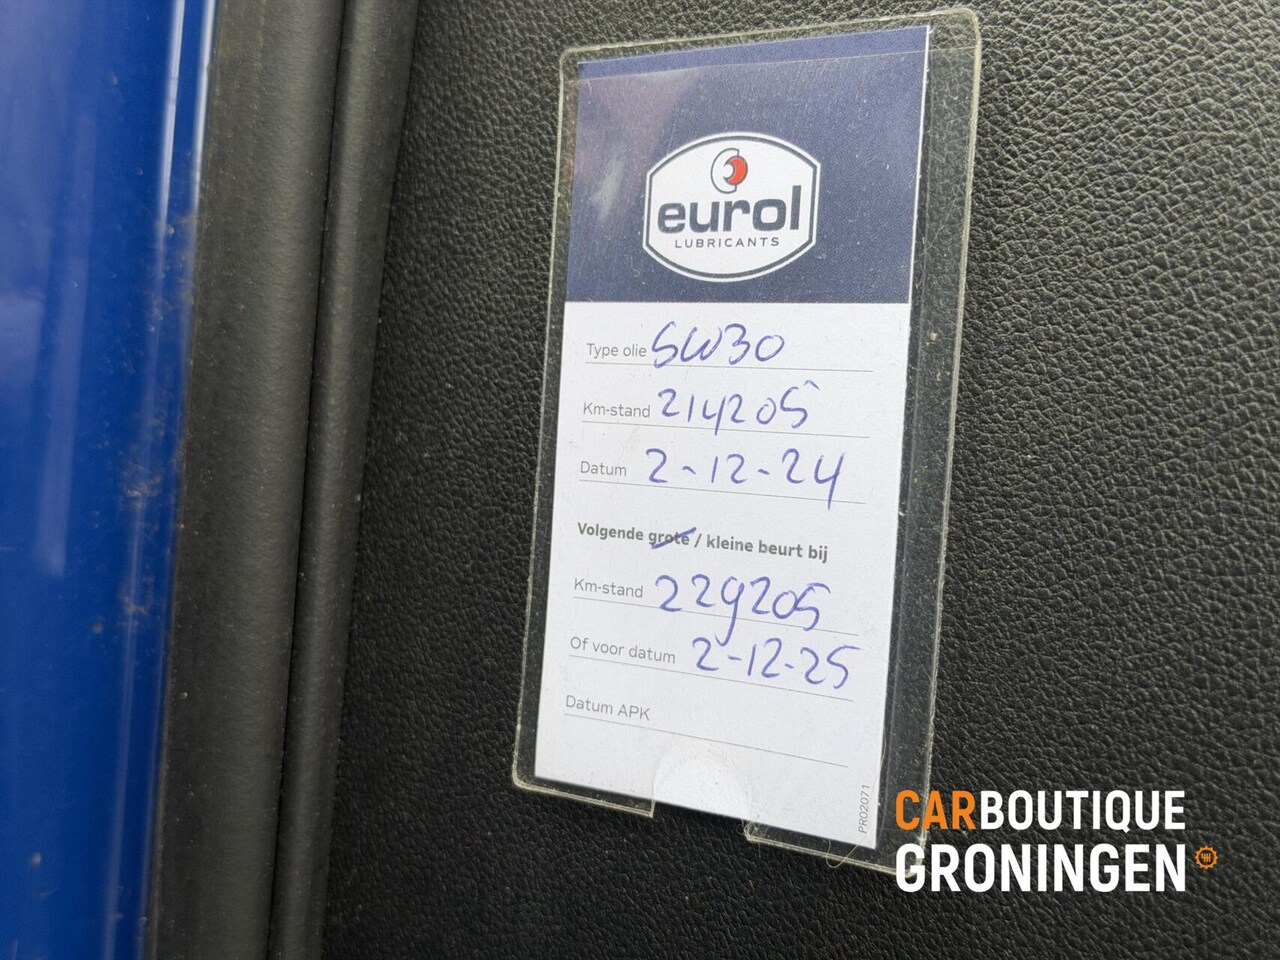 eurol
LUBRICANTS
Type olie 5W30
Km-stand 214205
Datum 2-12-24
Volgende grote / kleine beurt bij
Km-stand 229205
Of voor datum 2-12-25
Datum APK
PR02071
CARBOUTIQUE
GRONINGEN